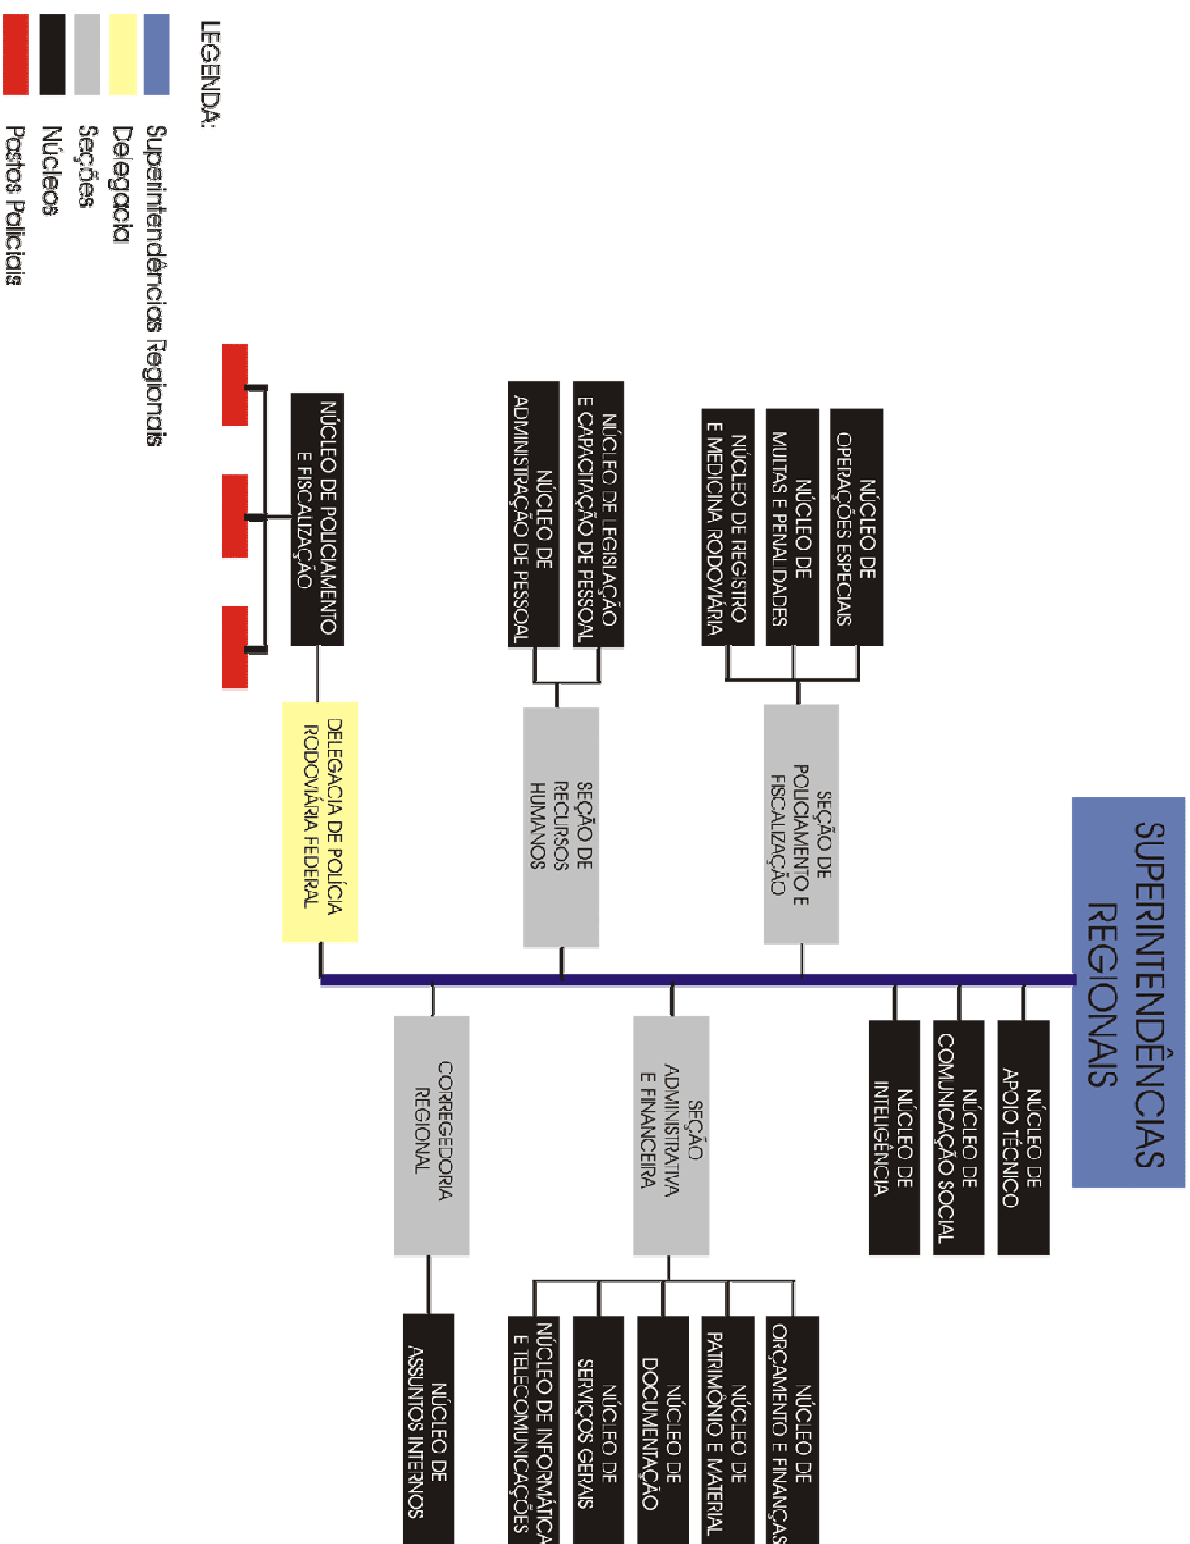 SUPERINTENDÊNCIAS
REGIONAIS
NÚCLEO DE
APOIO TÉCNICO
NÚCLEO DE
COMUNICAÇÃO SOCIAL
NÚCLEO DE
INTELIGÊNCIA
NÚCLEO DE
OPERAÇÕES ESPECIAIS
NÚCLEO DE
MULTAS E PENALIDADES
NÚCLEO DE REGISTRO
E MEDICINA RODOVIÁRIA
SEÇÃO DE
POLICIAMENTO E
FISCALIZAÇÃO
NÚCLEO DE
ORÇAMENTO E FINANÇAS
NÚCLEO DE
PATRIMÔNIO E MATERIAL
NÚCLEO DE
DOCUMENTAÇÃO
NÚCLEO DE
SERVIÇOS GERAIS
NÚCLEO DE INFORMÁTICA
E TELECOMUNICAÇÕES
SEÇÃO
ADMINISTRATIVA
E FINANCEIRA
NÚCLEO DE LEGISLAÇÃO
E CAPACITAÇÃO DE PESSOAL
NÚCLEO DE
ADMINISTRAÇÃO DE PESSOAL
SEÇÃO DE
RECURSOS
HUMANOS
CORREGEDORIA
REGIONAL
NÚCLEO DE
ASSUNTOS INTERNOS
NÚCLEO DE POLICIAMENTO
E FISCALIZAÇÃO
DELEGACIA DE POLÍCIA
RODOVIÁRIA FEDERAL
LEGENDA:
Superintendências Regionais
Delegacia
Seções
Núcleos
Postos Policiais